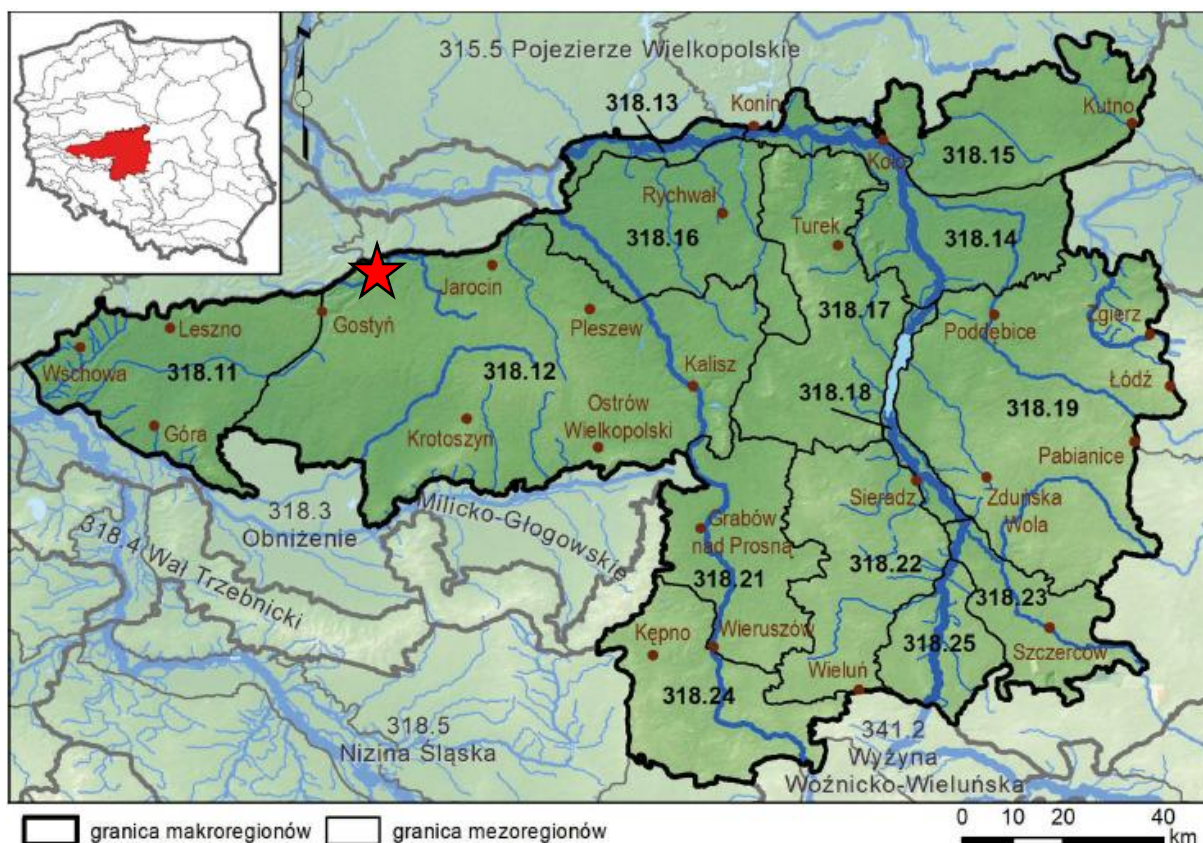 315.5 Pojezierze Wielkopolskie
318.13
Konin
Kutno
Koło
318.15
Rychwał
318.16
Turek
318.14
Jarocin
Gostyń
Leszno
Pleszew
318.17
Poddębice
Zgierz
Wschowa
318.11
318.12
Kalisz
318.18
Łódź
318.19
Góra
Krotoszyn
Ostrów
Wielkopolski
Pabianice
Sieradz
Zduńska
Wola
318.3
Obniżenie
Milicko-Głogowskie
318.4 Wał Trzebnicki
Grabów
nad Prosną
318.21
318.22
318.23
Kępno
Wieruszów
Szczerców
318.25
Wieluń
318.24
318.5
Nizina Śląska
341.2
Wyżyna
Woźnicko-Wieluńska
granica makroregionów
granica mezoregionów
0 10 20 40
km